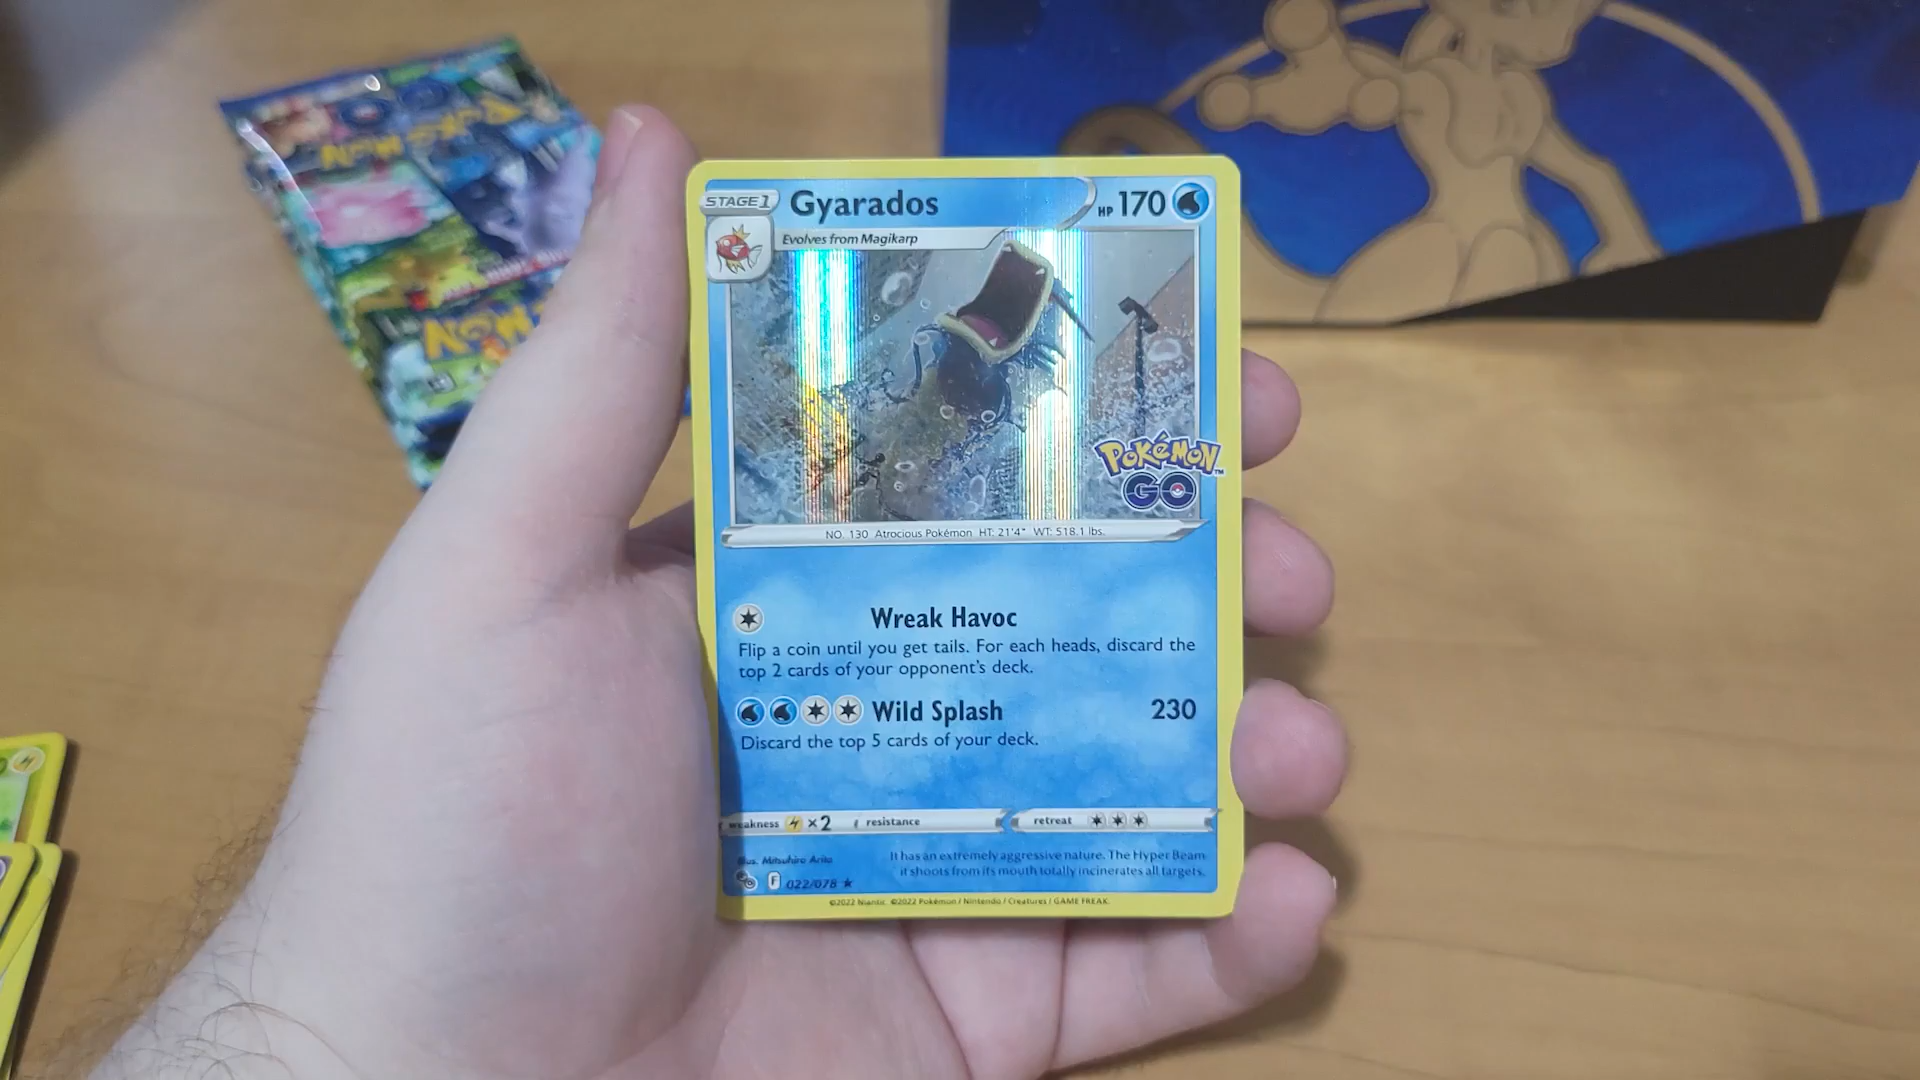 STAGE 1
Gyarados
HP 170
Evolves from Magikarp
POKéMON™
GO
NO. 130 Atrocious Pokémon HT: 21'4" WT: 518.1 lbs.
Wreak Havoc
Flip a coin until you get tails. For each heads, discard the
top 2 cards of your opponent's deck.
Wild Splash 230
Discard the top 5 cards of your deck.
weakness ×2 resistance retreat
Illus. Mitsuhiro Arita
It has an extremely aggressive nature. The Hyper Beam
it shoots from its mouth totally incinerates all targets.
F 022/078 ★
©2022 Niantic ©2022 Pokémon / Nintendo / Creatures / GAME FREAK.
POKéMON